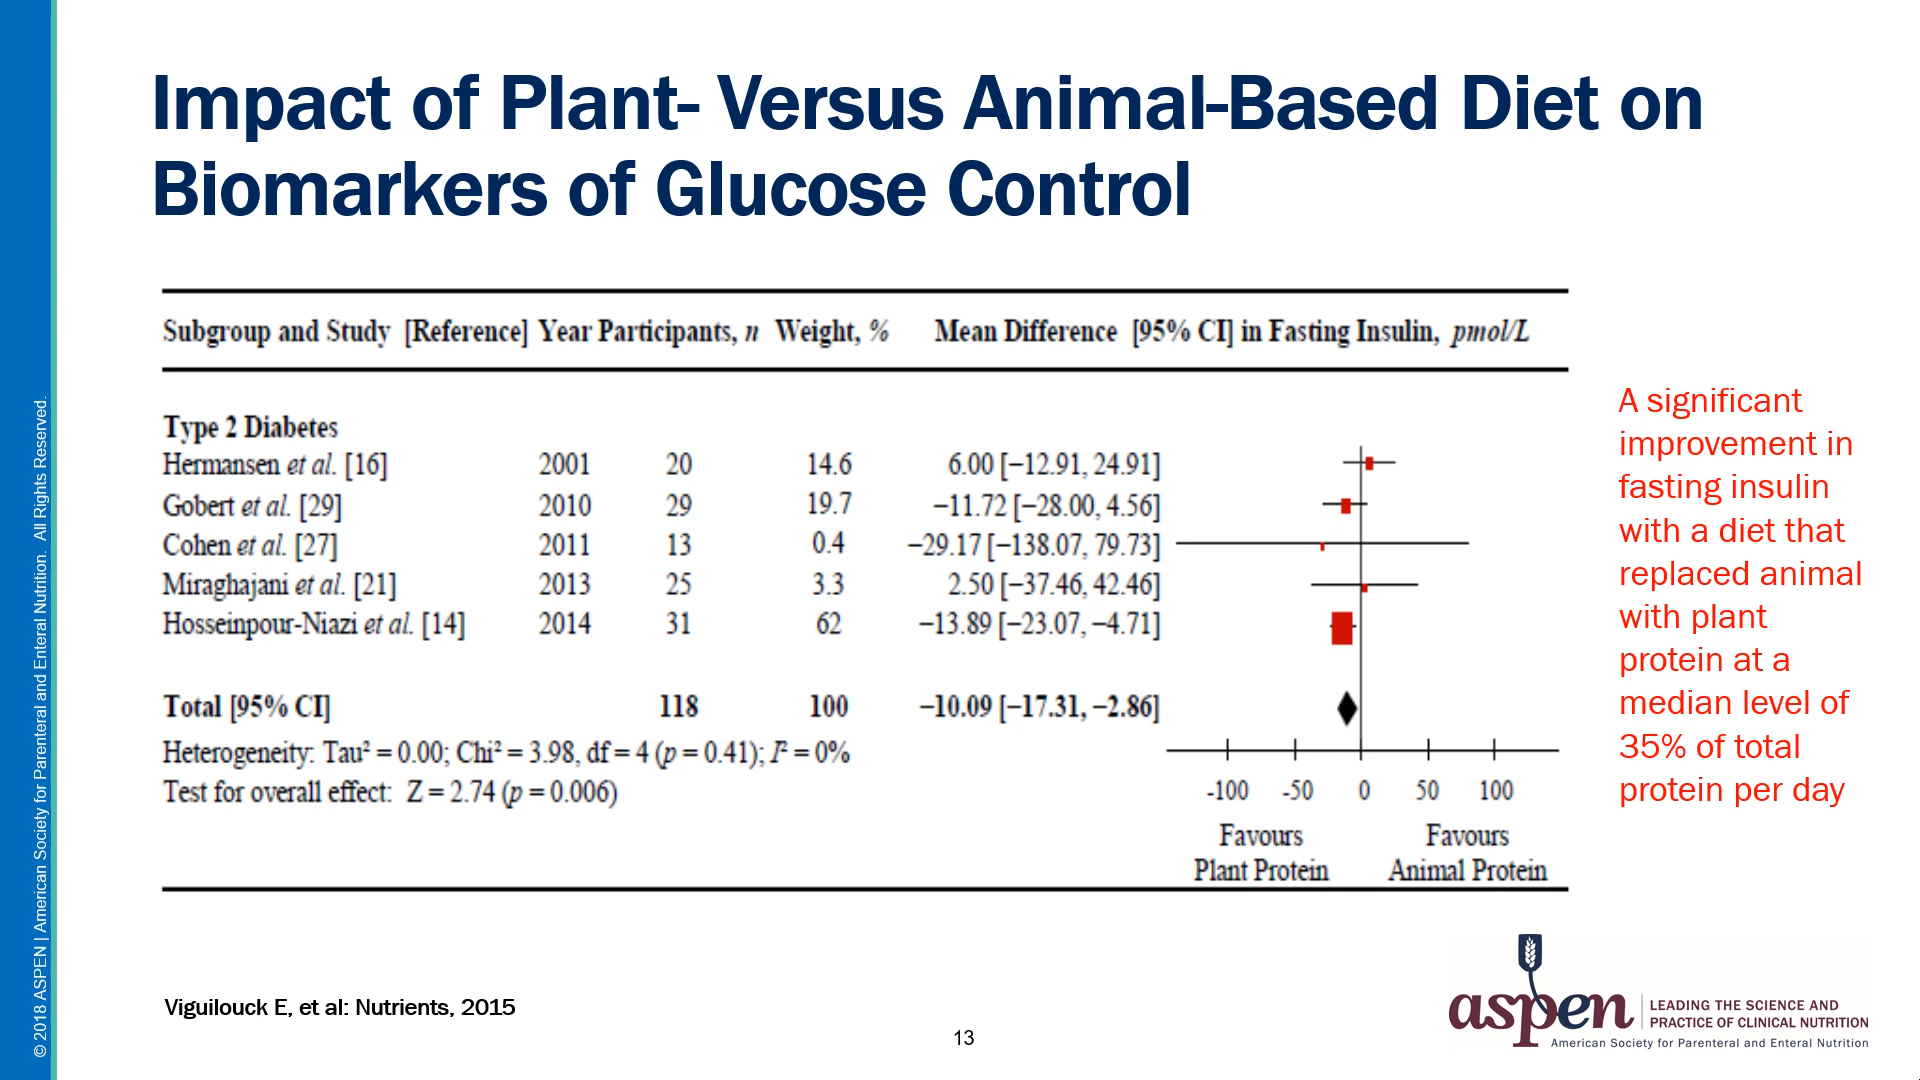 Impact of Plant- Versus Animal-Based Diet on
Biomarkers of Glucose Control
Subgroup and Study [Reference] Year Participants, n Weight, % Mean Difference [95% CI] in Fasting Insulin, pmol/L
Type 2 Diabetes
Hermansen et al. [16] 2001 20 14.6 6.00 [−12.91, 24.91]
Gobert et al. [29] 2010 29 19.7 −11.72 [−28.00, 4.56]
Cohen et al. [27] 2011 13 0.4 −29.17 [−138.07, 79.73]
Miraghajani et al. [21] 2013 25 3.3 2.50 [−37.46, 42.46]
Hosseinpour-Niazi et al. [14] 2014 31 62 −13.89 [−23.07, −4.71]
Total [95% CI] 118 100 −10.09 [−17.31, −2.86]
Heterogeneity: Tau² = 0.00; Chi² = 3.98, df = 4 (p = 0.41); I² = 0%
Test for overall effect: Z = 2.74 (p = 0.006)
-100 -50 0 50 100
Favours Favours
Plant Protein Animal Protein
A significant
improvement in
fasting insulin
with a diet that
replaced animal
with plant
protein at a
median level of
35% of total
protein per day
Viguilouck E, et al: Nutrients, 2015
13
aspen
LEADING THE SCIENCE AND
PRACTICE OF CLINICAL NUTRITION
American Society for Parenteral and Enteral Nutrition
© 2018 ASPEN | American Society for Parenteral and Enteral Nutrition. All Rights Reserved.